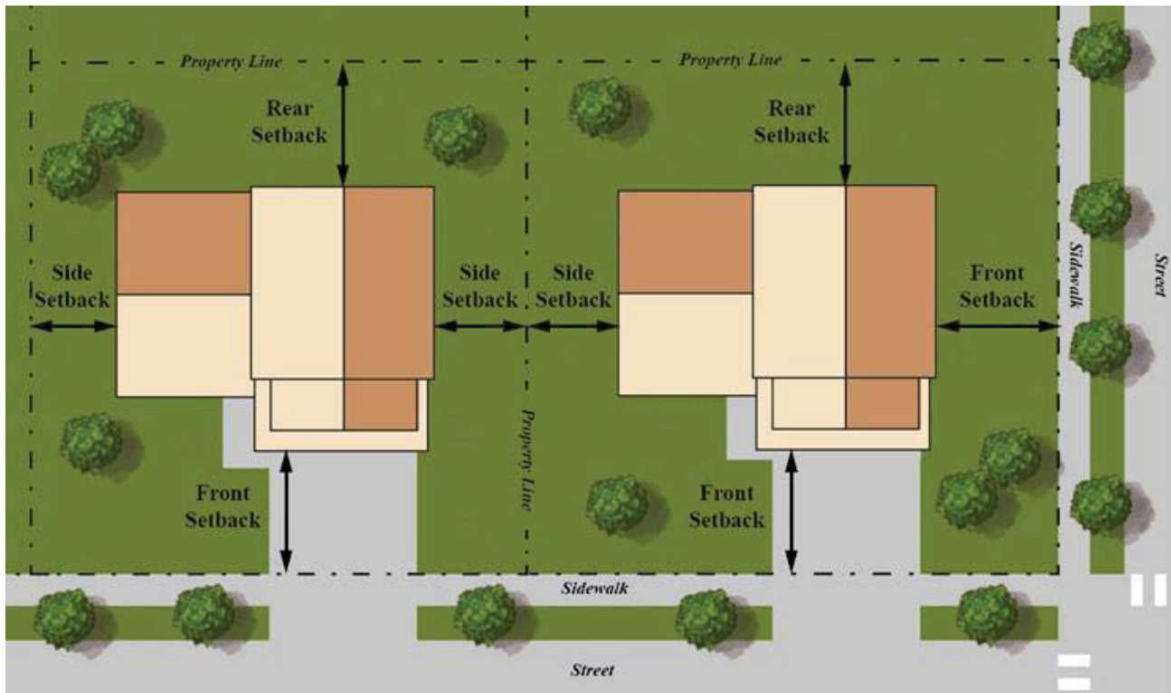 Property Line
Property Line
Rear
Setback
Rear
Setback
Side
Setback
Side
Setback
Side
Setback
Front
Setback
Sidewalk
Street
Property Line
Front
Setback
Front
Setback
Sidewalk
Street